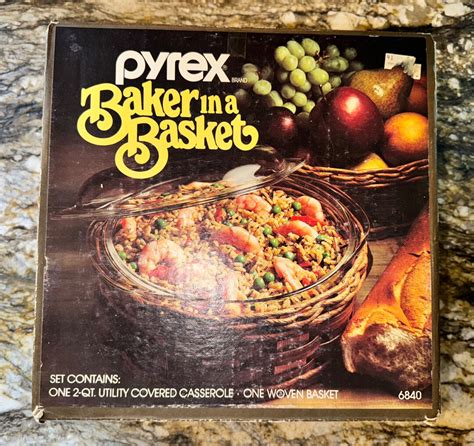 pyrex BRAND
Baker in a
Basket
SET CONTAINS:
ONE 2-QT. UTILITY COVERED CASSEROLE · ONE WOVEN BASKET
6840